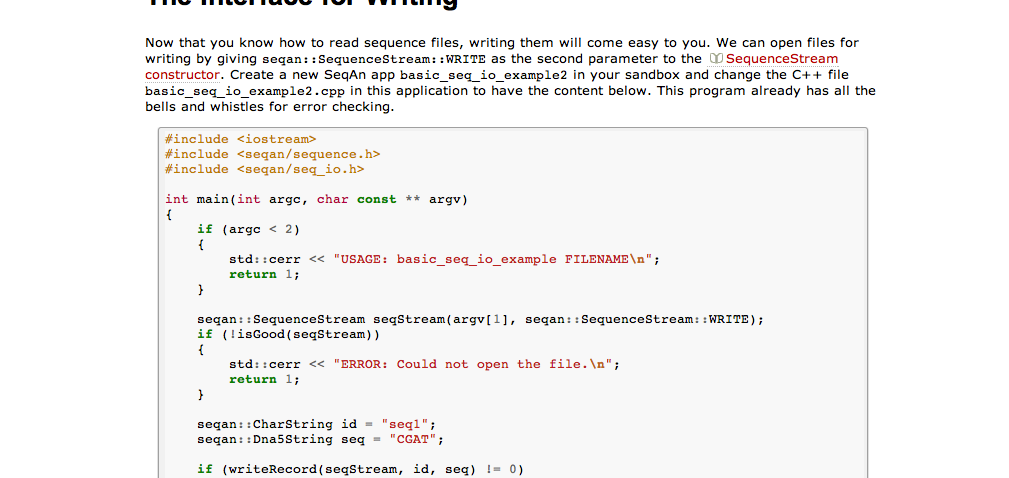 The Interface for Writing
Now that you know how to read sequence files, writing them will come easy to you. We can open files for
writing by giving seqan::SequenceStream::WRITE as the second parameter to the SequenceStream
constructor. Create a new SeqAn app basic_seq_io_example2 in your sandbox and change the C++ file
basic_seq_io_example2.cpp in this application to have the content below. This program already has all the
bells and whistles for error checking.
#include <iostream>
#include <seqan/sequence.h>
#include <seqan/seq_io.h>
int main(int argc, char const ** argv)
{
if (argc < 2)
{
std::cerr << "USAGE: basic_seq_io_example FILENAME\n";
return 1;
}
seqan::SequenceStream seqStream(argv[1], seqan::SequenceStream::WRITE);
if (!isGood(seqStream))
{
std::cerr << "ERROR: Could not open the file.\n";
return 1;
}
seqan::CharString id = "seq1";
seqan::Dna5String seq = "CGAT";
if (writeRecord(seqStream, id, seq) != 0)